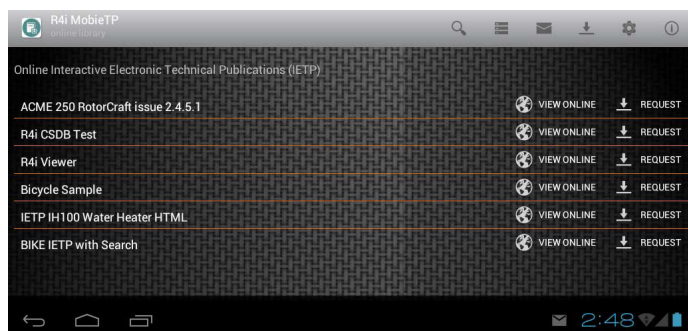 R4i MobieTP
online library
Online Interactive Electronic Technical Publications (IETP)
ACME 250 RotorCraft issue 2.4.5.1 VIEW ONLINE REQUEST
R4i CSDB Test VIEW ONLINE REQUEST
R4i Viewer VIEW ONLINE REQUEST
Bicycle Sample VIEW ONLINE REQUEST
IETP IH100 Water Heater HTML VIEW ONLINE REQUEST
BIKE IETP with Search VIEW ONLINE REQUEST
2:48